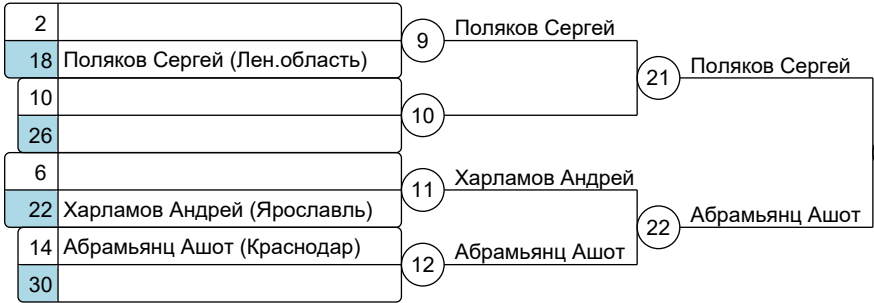 2
18 Поляков Сергей (Лен.область)
9 Поляков Сергей
10
26
10
21 Поляков Сергей
6
22 Харламов Андрей (Ярославль)
11 Харламов Андрей
14 Абрамьянц Ашот (Краснодар)
30
12 Абрамьянц Ашот
22 Абрамьянц Ашот